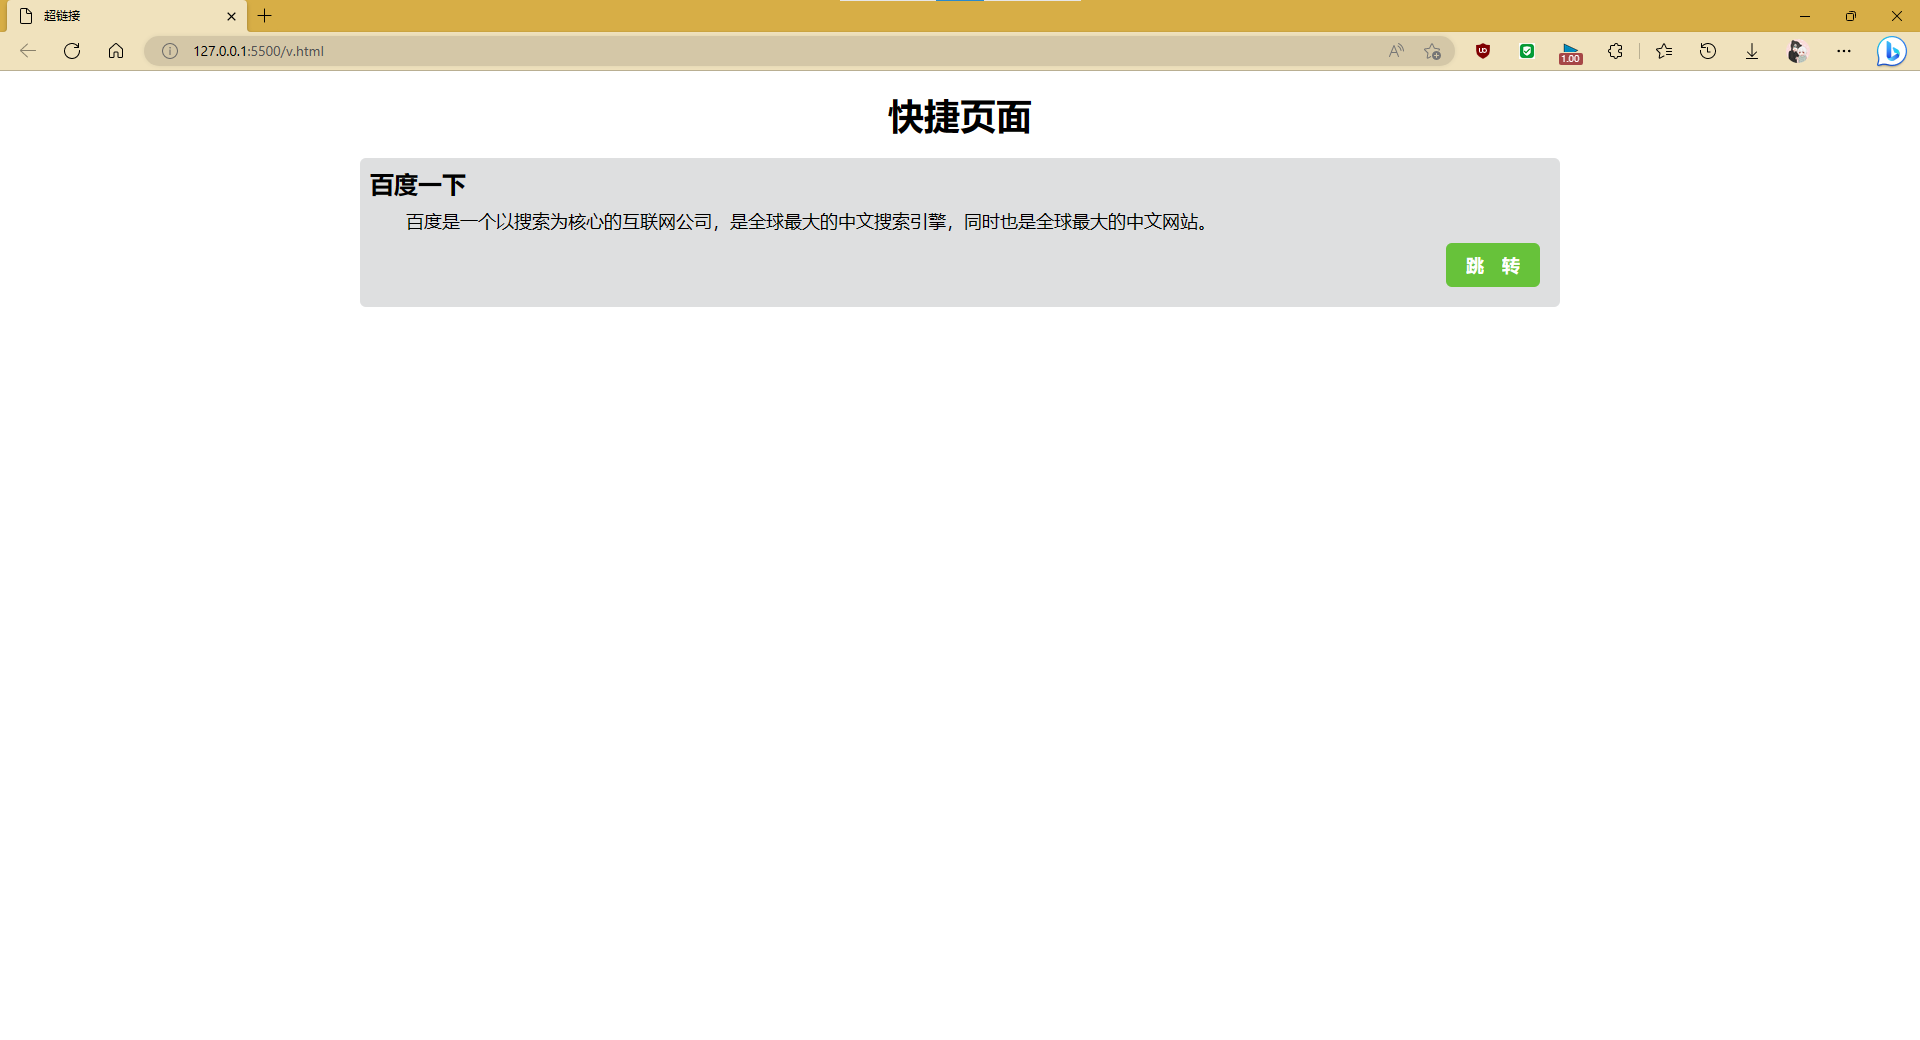 超链接
127.0.0.1:5500/v.html
1.00
快捷页面
百度一下
百度是一个以搜索为核心的互联网公司，是全球最大的中文搜索引擎，同时也是全球最大的中文网站。
跳 转